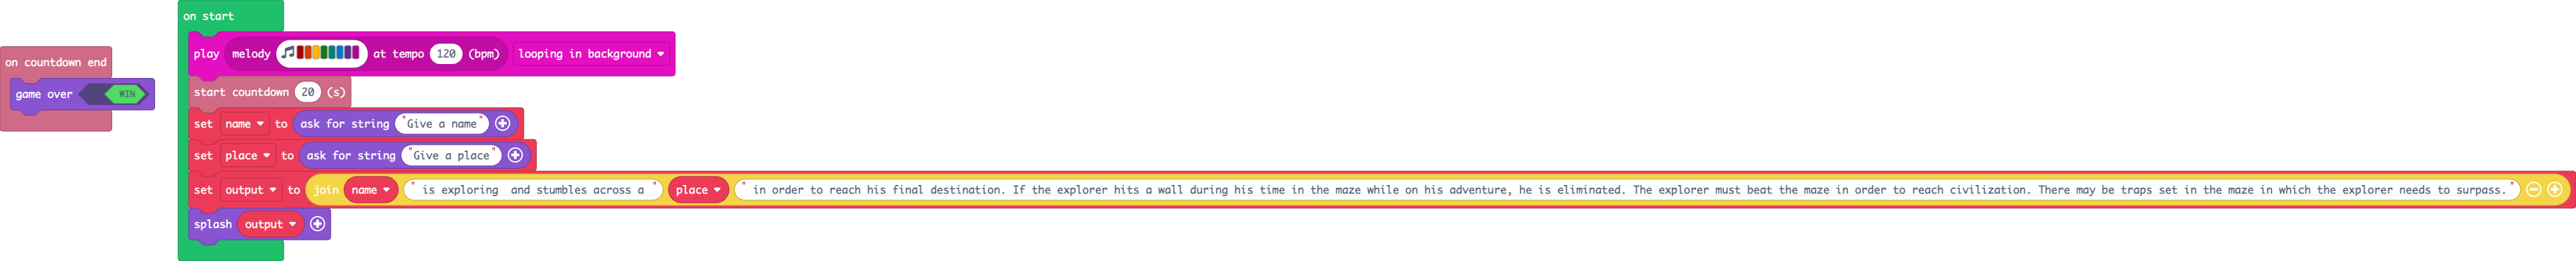 on start
play melody at tempo 120 (bpm) looping in background
on countdown end
start countdown 20 (s)
game over WIN
set name to ask for string "Give a name"
set place to ask for string "Give a place"
set output to join name " is exploring  and stumbles across a " place " in order to reach his final destination. If the explorer hits a wall during his time in the maze while on his adventure, he is eliminated. The explorer must beat the maze in order to reach civilization. There may be traps set in the maze in which the explorer needs to surpass."
splash output